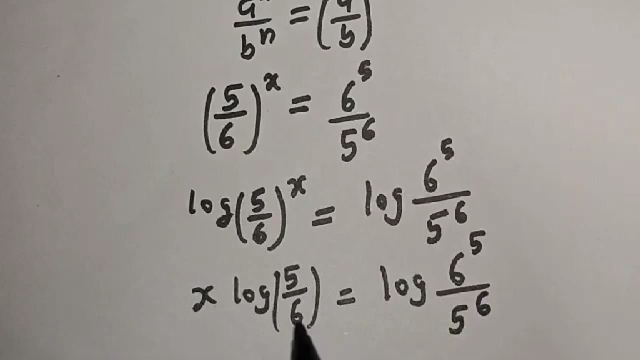 a^n/b^n = (a/b)
(5/6)^x = 6^5/5^6
log(5/6)^x = log 6^5/5^6
x log(5/6) = log 6^5/5^6